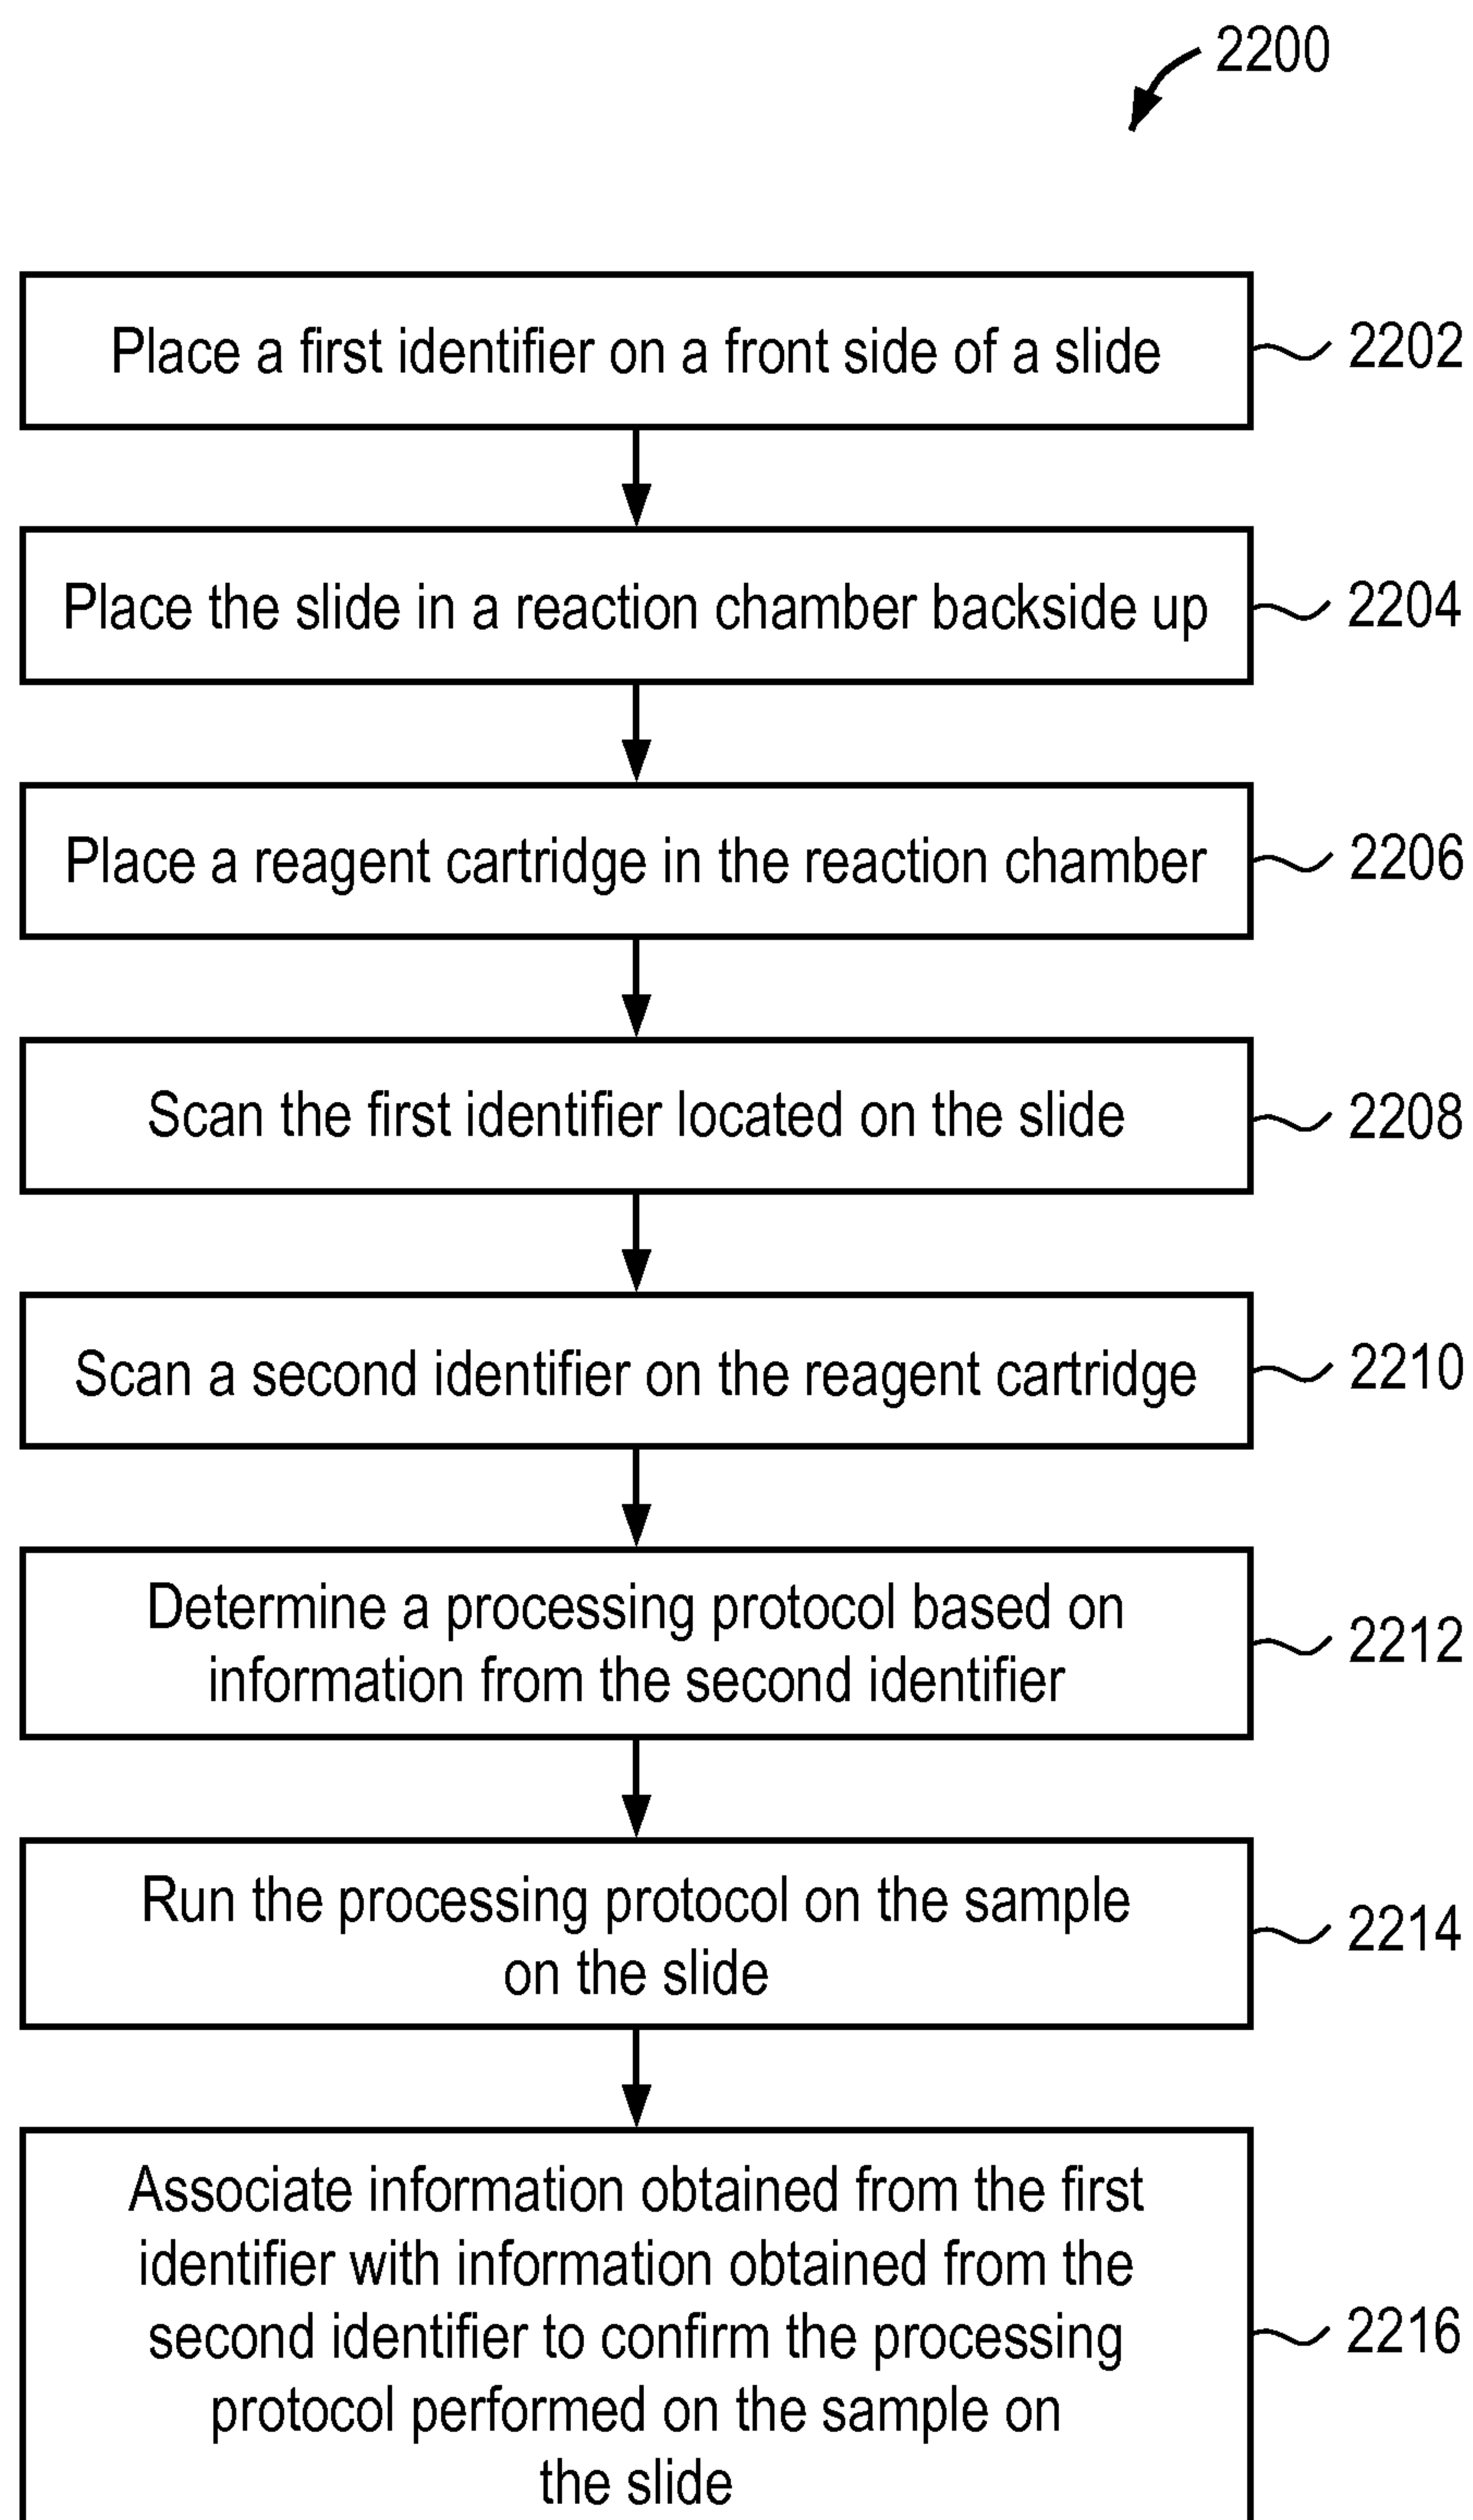 2200
Place a first identifier on a front side of a slide
2202
Place the slide in a reaction chamber backside up
2204
Place a reagent cartridge in the reaction chamber
2206
Scan the first identifier located on the slide
2208
Scan a second identifier on the reagent cartridge
2210
Determine a processing protocol based on
information from the second identifier
2212
Run the processing protocol on the sample
on the slide
2214
Associate information obtained from the first
identifier with information obtained from the
second identifier to confirm the processing
protocol performed on the sample on
the slide
2216